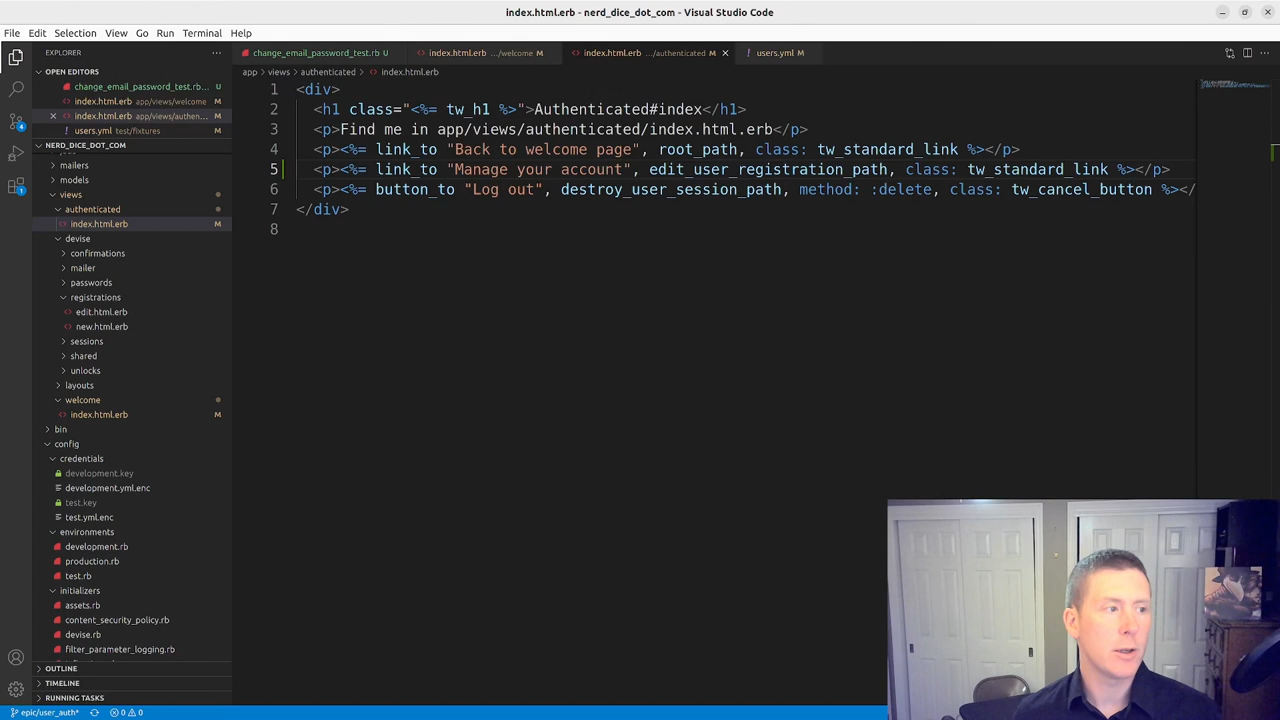 index.html.erb - nerd_dice_dot_com - Visual Studio Code
File Edit Selection View Go Run Terminal Help
EXPLORER
OPEN EDITORS
change_email_password_test.rb... U
index.html.erb app/views/welcome M
index.html.erb app/views/authen... M
users.yml test/fixtures M
NERD_DICE_DOT_COM
mailers
models
views
authenticated
index.html.erb M
devise
confirmations
mailer
passwords
registrations
edit.html.erb
new.html.erb
sessions
shared
unlocks
layouts
welcome
index.html.erb M
bin
config
credentials
development.key
development.yml.enc
test.key
test.yml.enc
environments
development.rb
production.rb
test.rb
initializers
assets.rb
content_security_policy.rb
devise.rb
filter_parameter_logging.rb
OUTLINE
TIMELINE
RUNNING TASKS
change_email_password_test.rb U
index.html.erb .../welcome M
index.html.erb .../authenticated M
users.yml M
app > views > authenticated > index.html.erb
1 <div>
2 <h1 class="<%= tw_h1 %>">Authenticated#index</h1>
3 <p>Find me in app/views/authenticated/index.html.erb</p>
4 <p><%= link_to "Back to welcome page", root_path, class: tw_standard_link %></p>
5 <p><%= link_to "Manage your account", edit_user_registration_path, class: tw_standard_link %></p>
6 <p><%= button_to "Log out", destroy_user_session_path, method: :delete, class: tw_cancel_button %></
7 </div>
8
epic/user_auth* 0 0